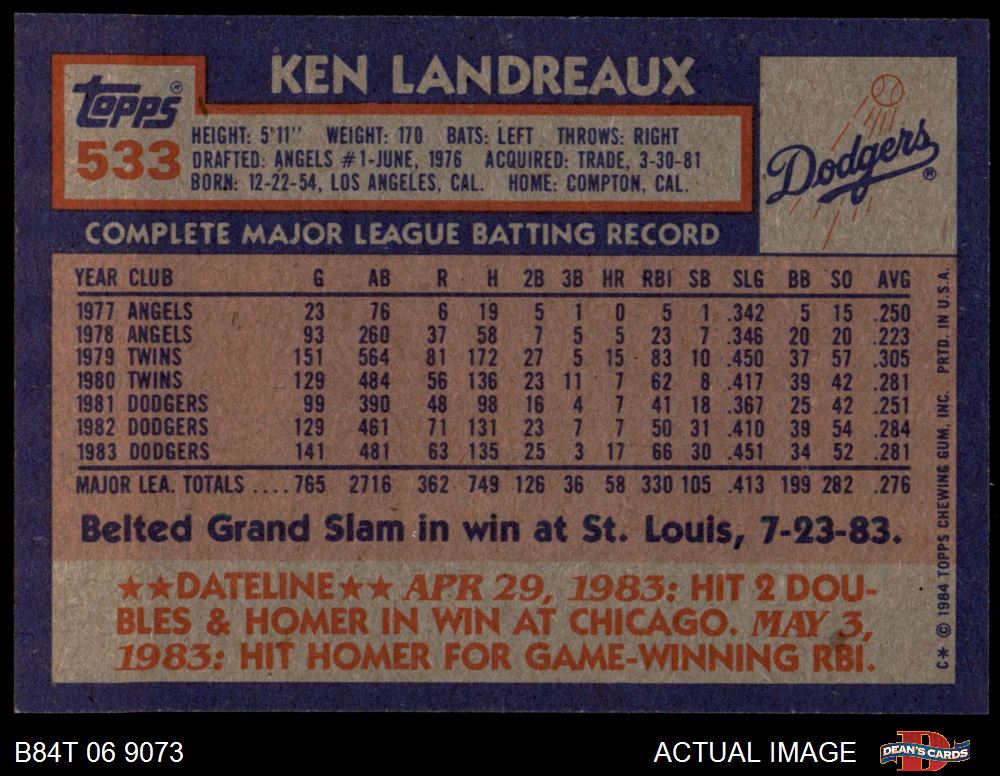 KEN LANDREAUX
Topps®
533
HEIGHT: 5'11" WEIGHT: 170 BATS: LEFT THROWS: RIGHT
DRAFTED: ANGELS #1-JUNE, 1976 ACQUIRED: TRADE, 3-30-81
BORN: 12-22-54, LOS ANGELES, CAL. HOME: COMPTON, CAL.
Dodgers®
COMPLETE MAJOR LEAGUE BATTING RECORD
YEAR CLUB G AB R H 2B 3B HR RBI SB SLG BB SO AVG
1977 ANGELS 23 76 6 19 5 1 0 5 1 .342 5 15 .250
1978 ANGELS 93 260 37 58 7 5 5 23 7 .346 20 20 .223
1979 TWINS 151 564 81 172 27 5 15 83 10 .450 37 57 .305
1980 TWINS 129 484 56 136 23 11 7 62 8 .417 39 42 .281
1981 DODGERS 99 390 48 98 16 4 7 41 18 .367 25 42 .251
1982 DODGERS 129 461 71 131 23 7 7 50 31 .410 39 54 .284
1983 DODGERS 141 481 63 135 25 3 17 66 30 .451 34 52 .281
MAJOR LEA. TOTALS ....765 2716 362 749 126 36 58 330 105 .413 199 282 .276
Belted Grand Slam in win at St. Louis, 7-23-83.
★★DATELINE★★ APR 29, 1983: HIT 2 DOU-
BLES & HOMER IN WIN AT CHICAGO. MAY 3,
1983: HIT HOMER FOR GAME-WINNING RBI.
C* © 1984 TOPPS CHEWING GUM, INC. PRTD. IN U.S.A.
B84T 06 9073
ACTUAL IMAGE
DEAN'S CARDS